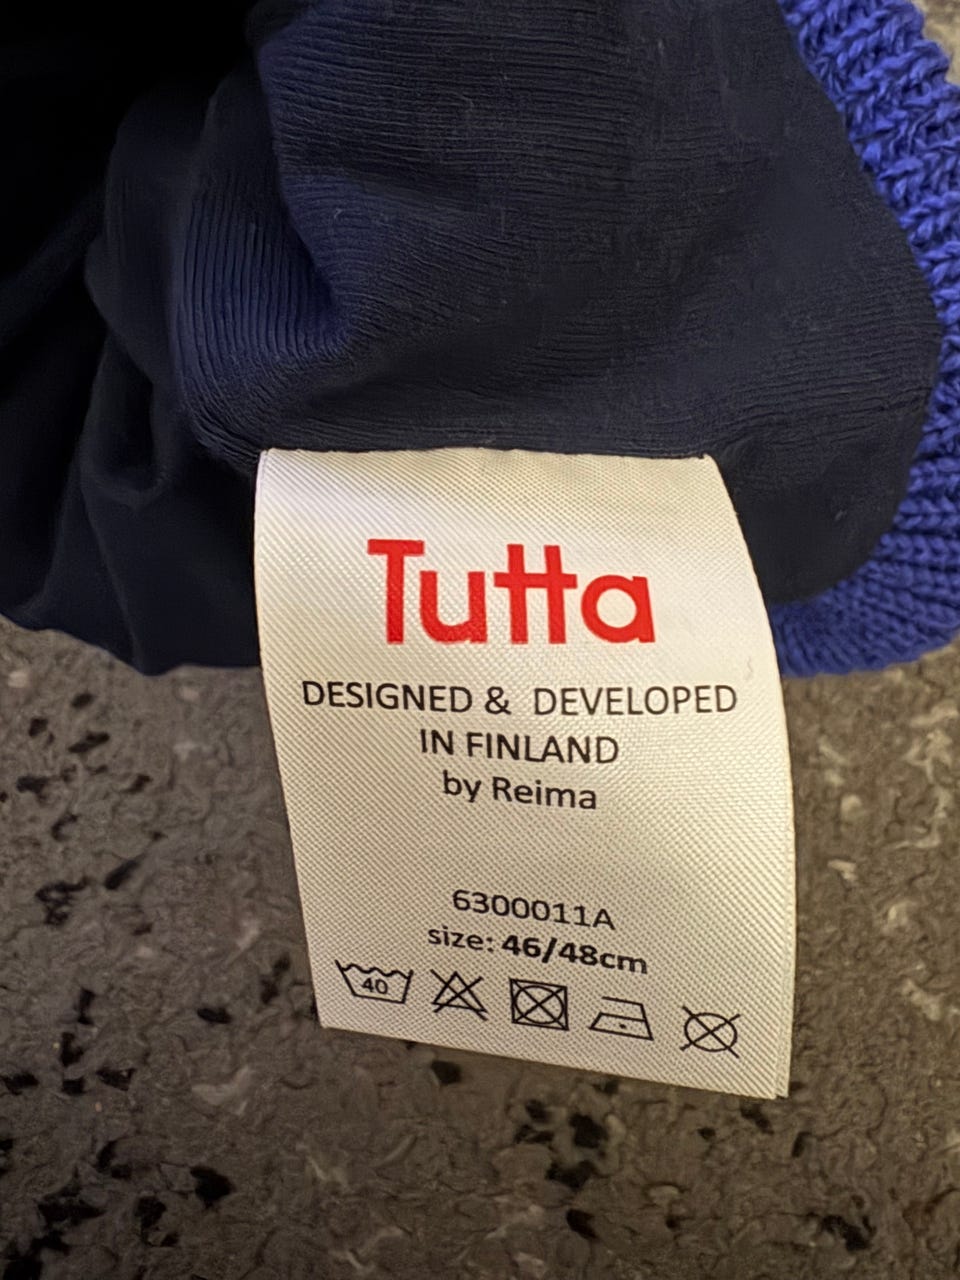 Tutta
DESIGNED & DEVELOPED
IN FINLAND
by Reima
6300011A
size: 46/48cm
40